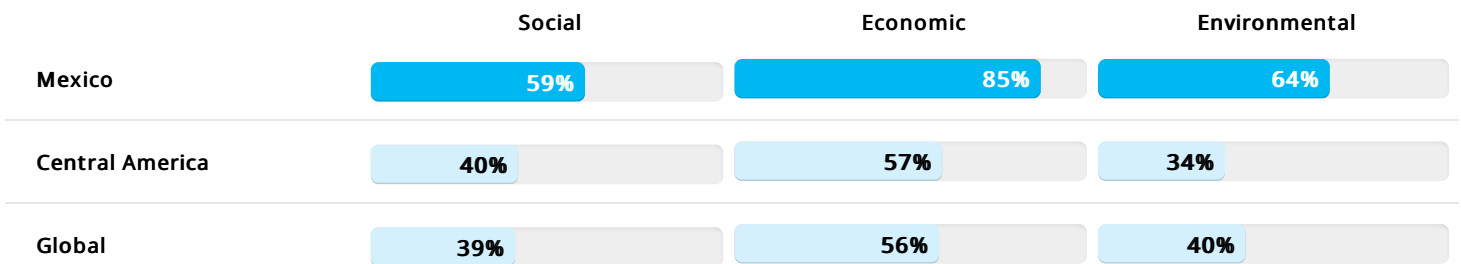 Social Economic Environmental
Mexico 59% 85% 64%
Central America 40% 57% 34%
Global 39% 56% 40%